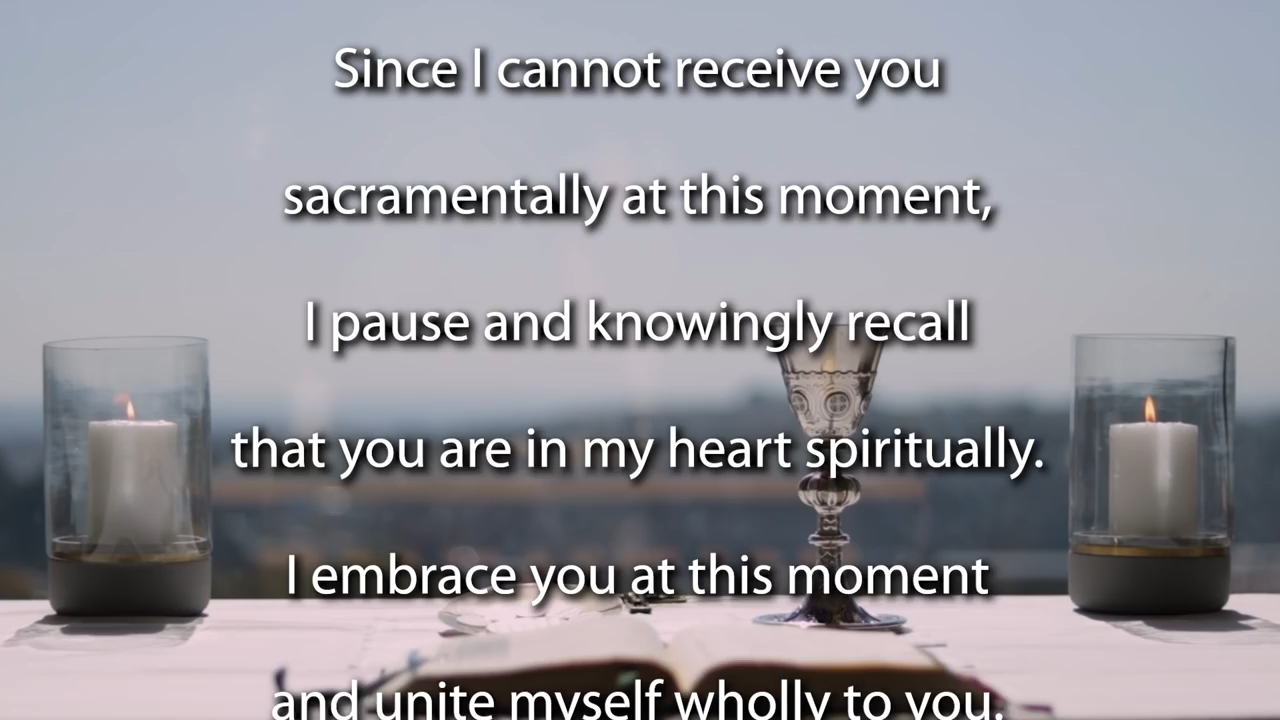 Since I cannot receive you
sacramentally at this moment,
I pause and knowingly recall
that you are in my heart spiritually.
I embrace you at this moment
and unite myself wholly to you.